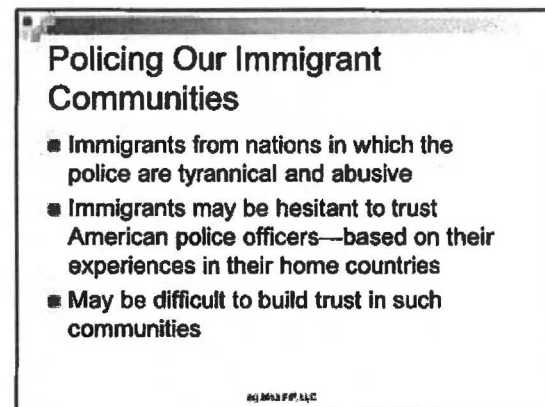 Policing Our Immigrant
Communities
■ Immigrants from nations in which the
police are tyrannical and abusive
■ Immigrants may be hesitant to trust
American police officers—based on their
experiences in their home countries
■ May be difficult to build trust in such
communities
LLC